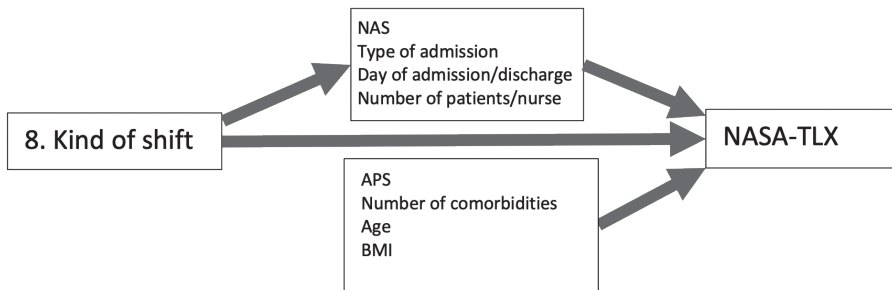 NAS
Type of admission
Day of admission/discharge
Number of patients/nurse
8. Kind of shift
NASA-TLX
APS
Number of comorbidities
Age
BMI